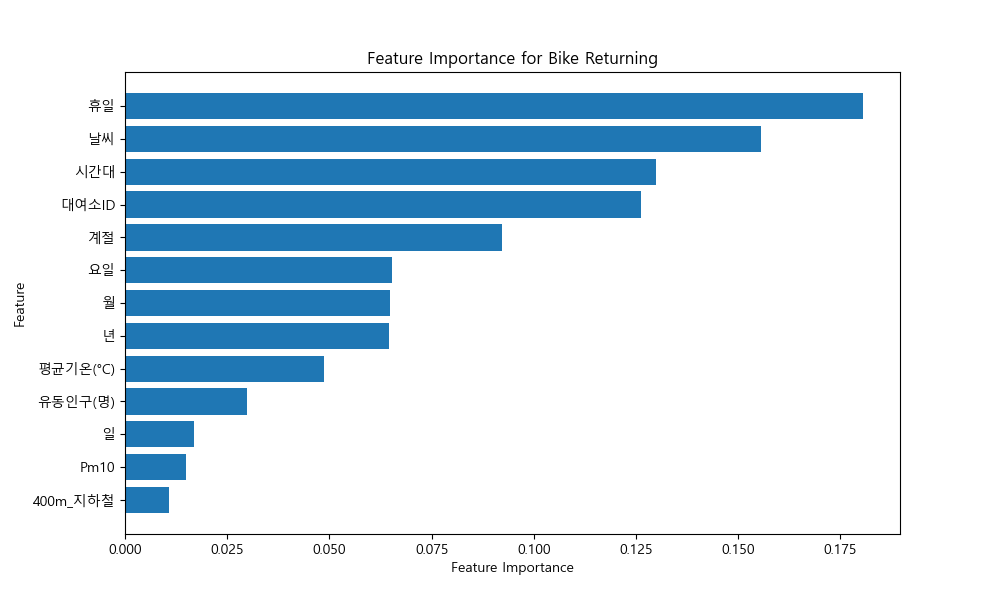 Feature Importance for Bike Returning
휴일
날씨
시간대
대여소ID
계절
요일
월
년
평균기온(°C)
유동인구(명)
일
Pm10
400m_지하철
Feature
0.000 0.025 0.050 0.075 0.100 0.125 0.150 0.175
Feature Importance